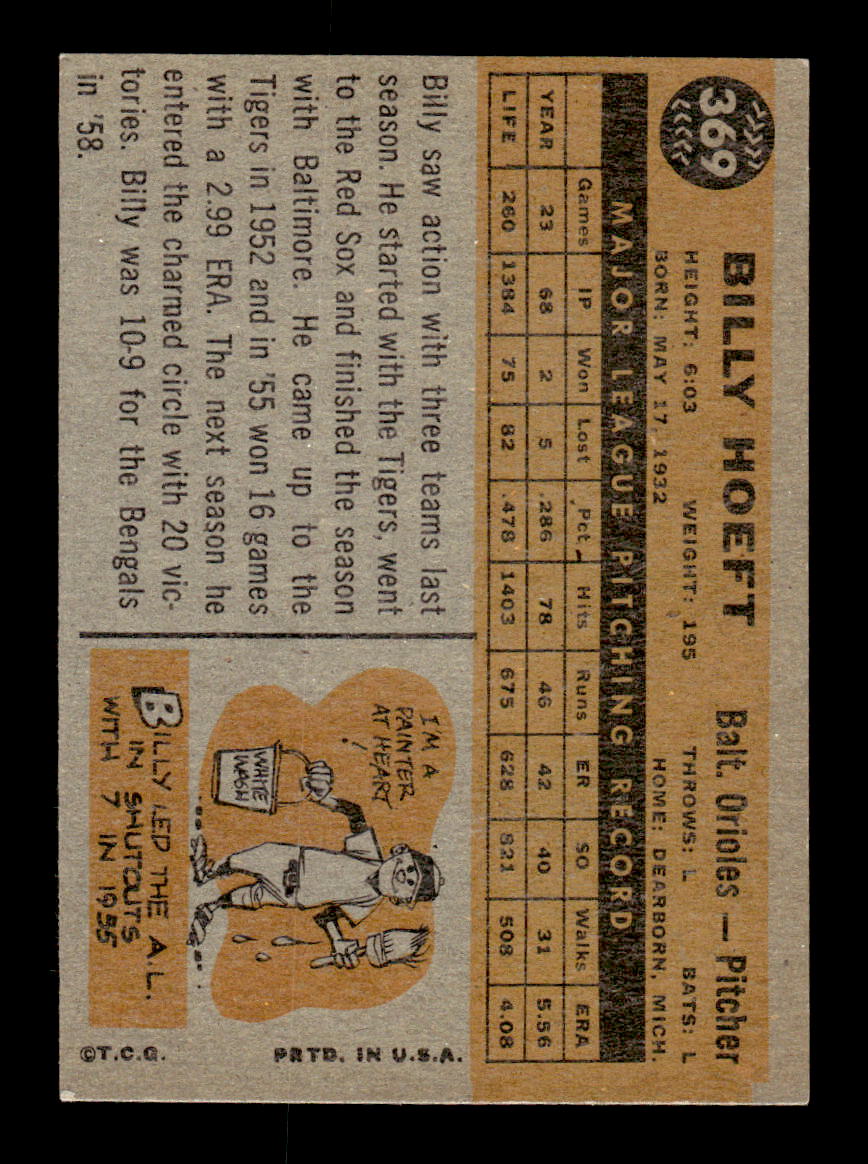 369
BILLY HOEFT Balt. Orioles — Pitcher
HEIGHT: 6:03 WEIGHT: 195 THROWS: L BATS: L
BORN: MAY 17, 1932 HOME: DEARBORN, MICH.
MAJOR LEAGUE PITCHING RECORD
Games IP Won Lost Pct. Hits Runs ER SO Walks ERA
YEAR 23 68 2 5 .286 78 46 42 40 31 5.56
LIFE 260 1384 75 82 .478 1403 675 628 821 508 4.08
Billy saw action with three teams last
season. He started with the Tigers, went
to the Red Sox and finished the season
with Baltimore. He came up to the
Tigers in 1952 and in '55 won 16 games
with a 2.99 ERA. The next season he
entered the charmed circle with 20 vic-
tories. Billy was 10-9 for the Bengals
in '58.
I'M A
PAINTER
AT HEART
!
WHITE
WASH
BILLY LED THE A.L.
IN SHUTOUTS
WITH 7 IN 1955
©T.C.G. PRTD. IN U.S.A.